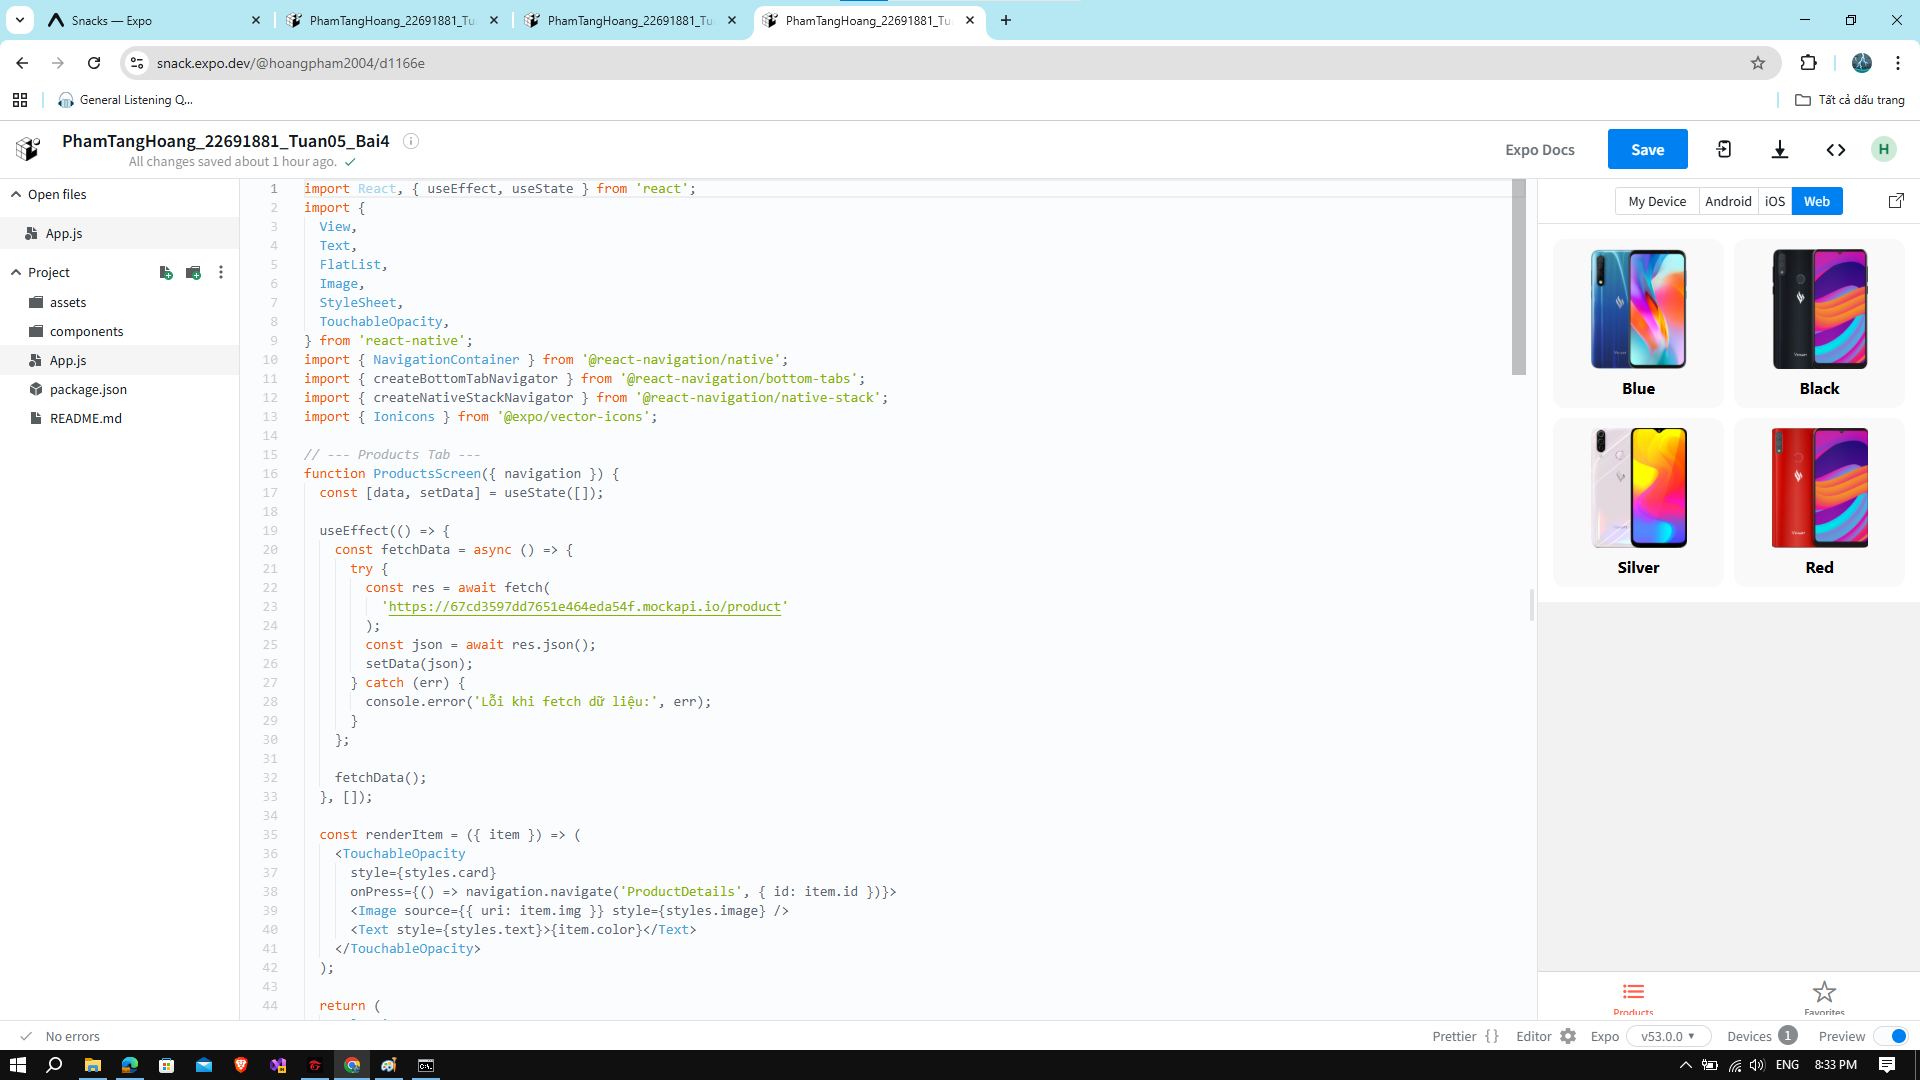 Snacks — Expo
PhamTangHoang_22691881_Tu
PhamTangHoang_22691881_Tu
PhamTangHoang_22691881_Tu
snack.expo.dev/@hoangpham2004/d1166e
General Listening Q...
Tất cả dấu trang
PhamTangHoang_22691881_Tuan05_Bai4
All changes saved about 1 hour ago.
Expo Docs
Save
H
Open files
App.js
Project
assets
components
App.js
package.json
README.md
1 import React, { useEffect, useState } from 'react';
2 import {
3 View,
4 Text,
5 FlatList,
6 Image,
7 StyleSheet,
8 TouchableOpacity,
9 } from 'react-native';
10 import { NavigationContainer } from '@react-navigation/native';
11 import { createBottomTabNavigator } from '@react-navigation/bottom-tabs';
12 import { createNativeStackNavigator } from '@react-navigation/native-stack';
13 import { Ionicons } from '@expo/vector-icons';
14
15 // --- Products Tab ---
16 function ProductsScreen({ navigation }) {
17 const [data, setData] = useState([]);
18
19 useEffect(() => {
20 const fetchData = async () => {
21 try {
22 const res = await fetch(
23 'https://67cd3597dd7651e464eda54f.mockapi.io/product'
24 );
25 const json = await res.json();
26 setData(json);
27 } catch (err) {
28 console.error('Lỗi khi fetch dữ liệu:', err);
29 }
30 };
31
32 fetchData();
33 }, []);
34
35 const renderItem = ({ item }) => (
36 <TouchableOpacity
37 style={styles.card}
38 onPress={() => navigation.navigate('ProductDetails', { id: item.id })}>
39 <Image source={{ uri: item.img }} style={styles.image} />
40 <Text style={styles.text}>{item.color}</Text>
41 </TouchableOpacity>
42 );
43
44 return (
My Device
Android
iOS
Web
Blue
Black
Silver
Red
Products
Favorites
No errors
Prettier { }
Editor
Expo
v53.0.0
Devices 1
Preview
ENG
8:33 PM